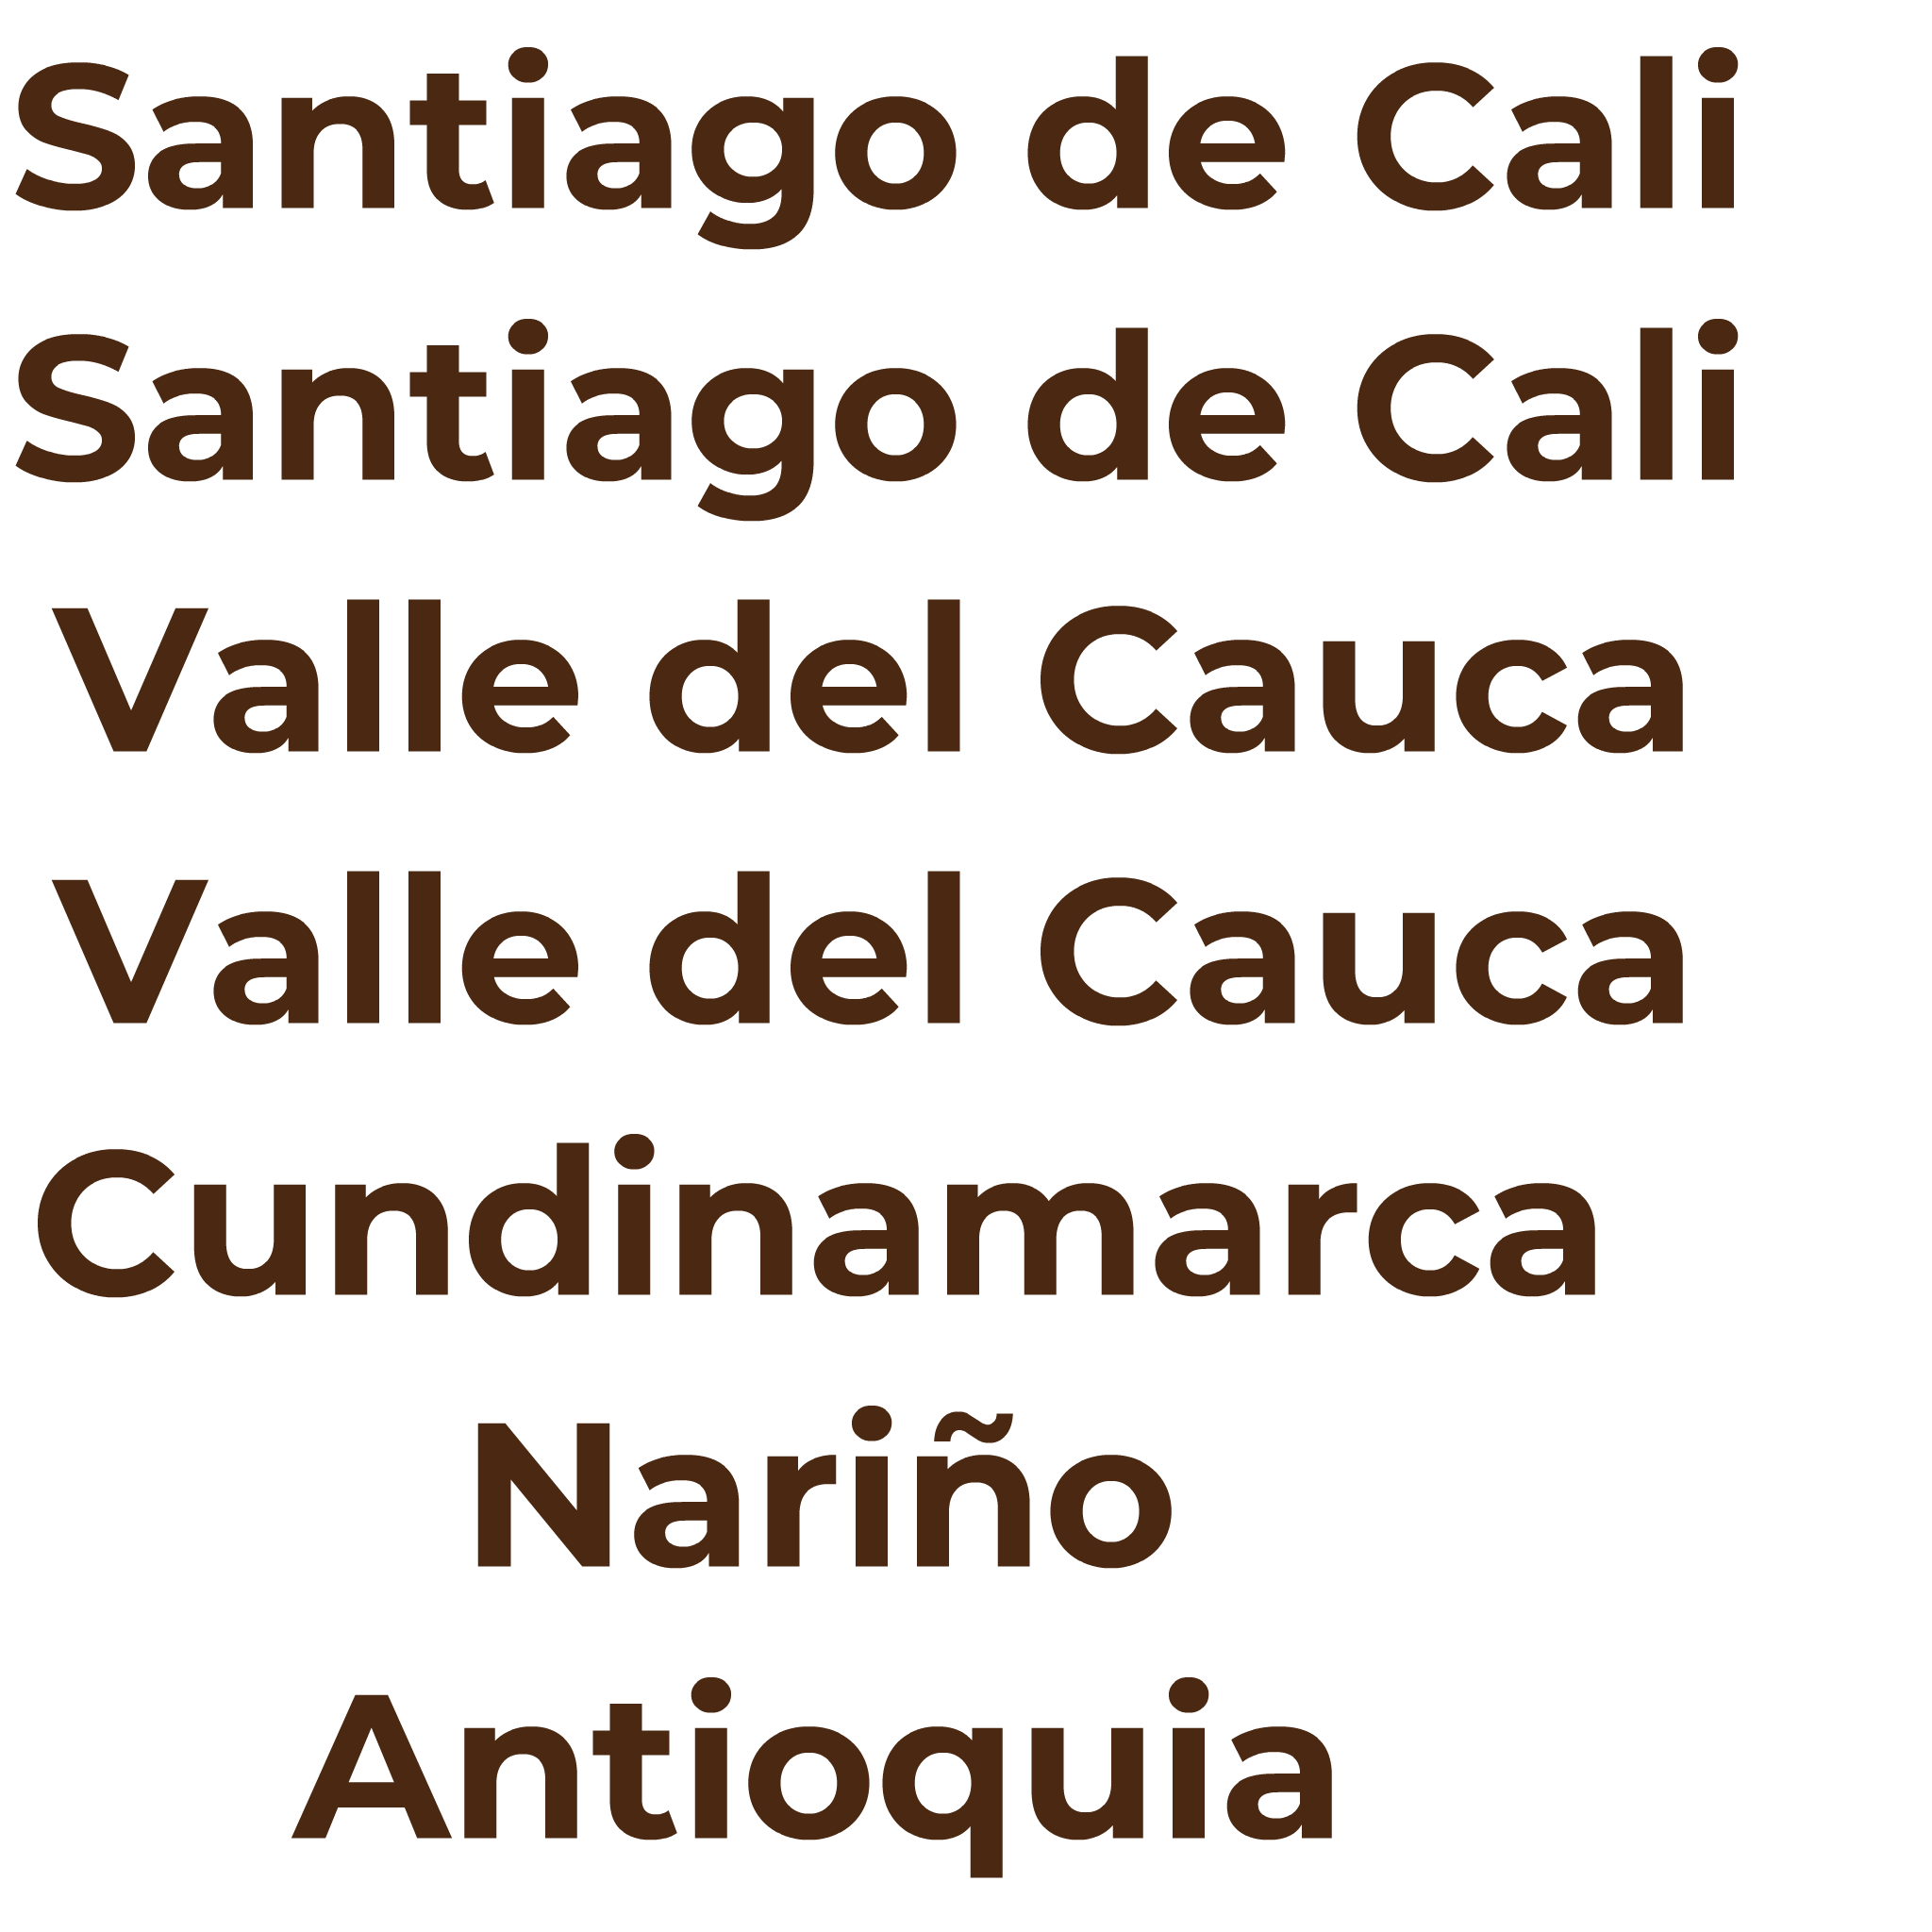 Santiago de Cali
Santiago de Cali
Valle del Cauca
Valle del Cauca
Cundinamarca
Nariño
Antioquia